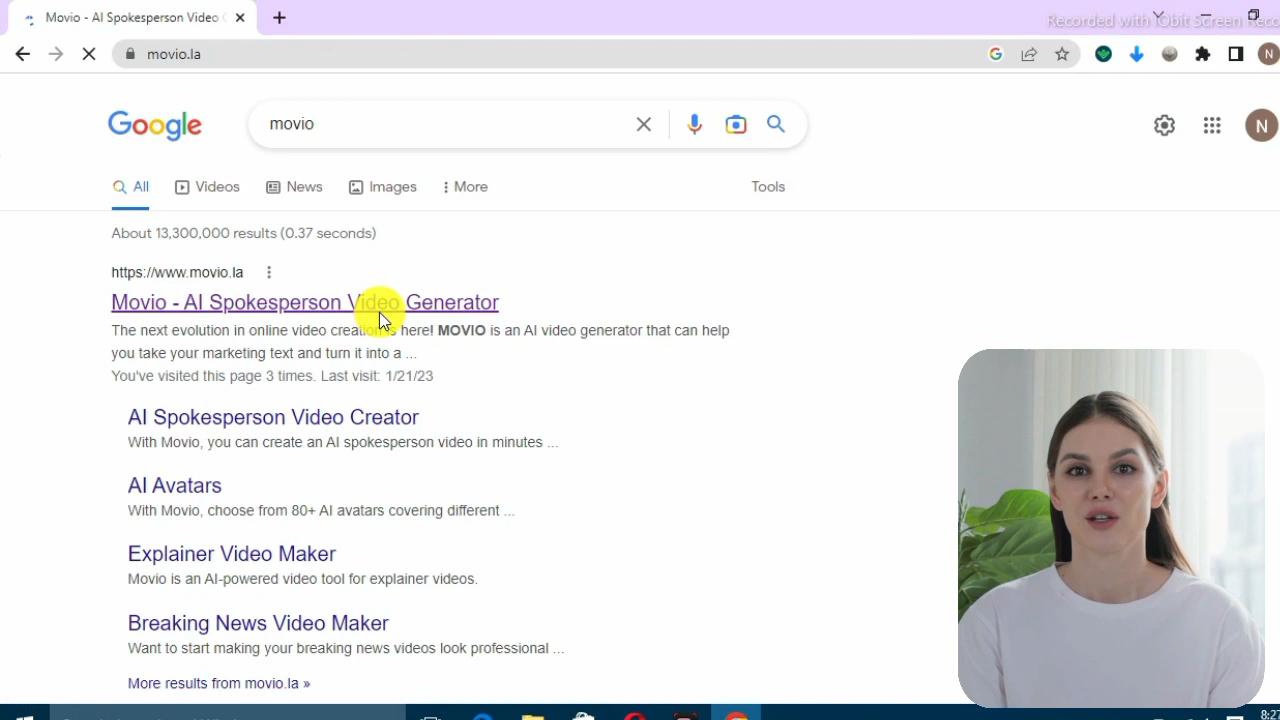 Movio - AI Spokesperson Video
Recorded with IObit Screen Reco
movio.la
N
Google
movio
N
All
Videos
News
Images
More
Tools
About 13,300,000 results (0.37 seconds)
https://www.movio.la
Movio - AI Spokesperson Video Generator
The next evolution in online video creation is here! MOVIO is an AI video generator that can help
you take your marketing text and turn it into a ...
You've visited this page 3 times. Last visit: 1/21/23
AI Spokesperson Video Creator
With Movio, you can create an AI spokesperson video in minutes ...
AI Avatars
With Movio, choose from 80+ AI avatars covering different ...
Explainer Video Maker
Movio is an AI-powered video tool for explainer videos.
Breaking News Video Maker
Want to start making your breaking news videos look professional ...
More results from movio.la »
8:27